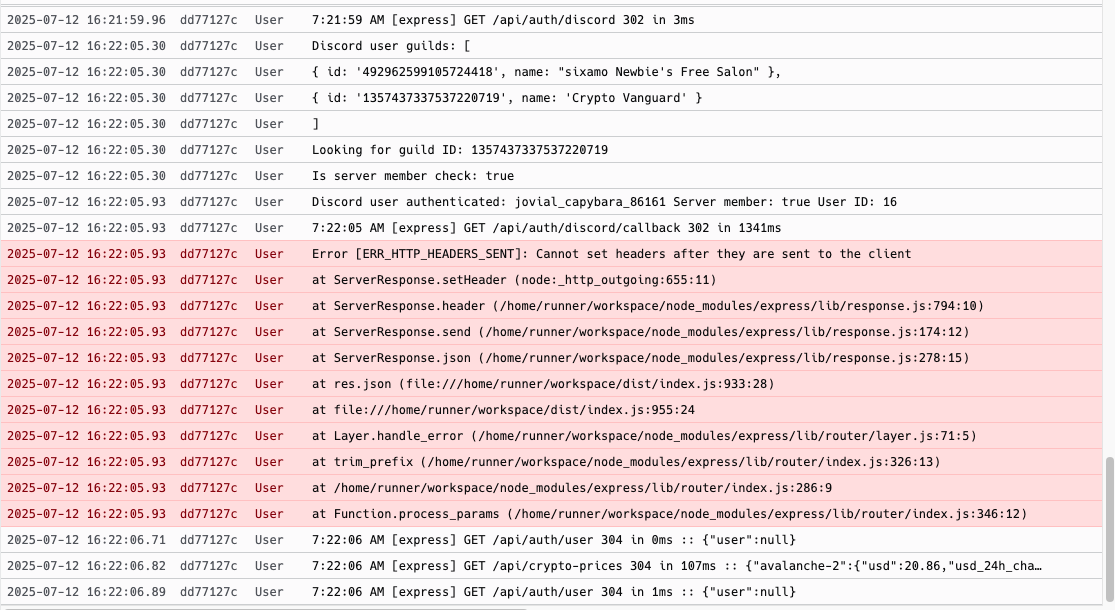 2025-07-12 16:21:59.96 dd77127c User 7:21:59 AM [express] GET /api/auth/discord 302 in 3ms
2025-07-12 16:22:05.30 dd77127c User Discord user guilds: [
2025-07-12 16:22:05.30 dd77127c User { id: '492962599105724418', name: "sixamo Newbie's Free Salon" },
2025-07-12 16:22:05.30 dd77127c User { id: '1357437337537220719', name: 'Crypto Vanguard' }
2025-07-12 16:22:05.30 dd77127c User ]
2025-07-12 16:22:05.30 dd77127c User Looking for guild ID: 1357437337537220719
2025-07-12 16:22:05.30 dd77127c User Is server member check: true
2025-07-12 16:22:05.93 dd77127c User Discord user authenticated: jovial_capybara_86161 Server member: true User ID: 16
2025-07-12 16:22:05.93 dd77127c User 7:22:05 AM [express] GET /api/auth/discord/callback 302 in 1341ms
2025-07-12 16:22:05.93 dd77127c User Error [ERR_HTTP_HEADERS_SENT]: Cannot set headers after they are sent to the client
2025-07-12 16:22:05.93 dd77127c User at ServerResponse.setHeader (node:_http_outgoing:655:11)
2025-07-12 16:22:05.93 dd77127c User at ServerResponse.header (/home/runner/workspace/node_modules/express/lib/response.js:794:10)
2025-07-12 16:22:05.93 dd77127c User at ServerResponse.send (/home/runner/workspace/node_modules/express/lib/response.js:174:12)
2025-07-12 16:22:05.93 dd77127c User at ServerResponse.json (/home/runner/workspace/node_modules/express/lib/response.js:278:15)
2025-07-12 16:22:05.93 dd77127c User at res.json (file:///home/runner/workspace/dist/index.js:933:28)
2025-07-12 16:22:05.93 dd77127c User at file:///home/runner/workspace/dist/index.js:955:24
2025-07-12 16:22:05.93 dd77127c User at Layer.handle_error (/home/runner/workspace/node_modules/express/lib/router/layer.js:71:5)
2025-07-12 16:22:05.93 dd77127c User at trim_prefix (/home/runner/workspace/node_modules/express/lib/router/index.js:326:13)
2025-07-12 16:22:05.93 dd77127c User at /home/runner/workspace/node_modules/express/lib/router/index.js:286:9
2025-07-12 16:22:05.93 dd77127c User at Function.process_params (/home/runner/workspace/node_modules/express/lib/router/index.js:346:12)
2025-07-12 16:22:06.71 dd77127c User 7:22:06 AM [express] GET /api/auth/user 304 in 0ms :: {"user":null}
2025-07-12 16:22:06.82 dd77127c User 7:22:06 AM [express] GET /api/crypto-prices 304 in 107ms :: {"avalanche-2":{"usd":20.86,"usd_24h_cha…
2025-07-12 16:22:06.89 dd77127c User 7:22:06 AM [express] GET /api/auth/user 304 in 1ms :: {"user":null}